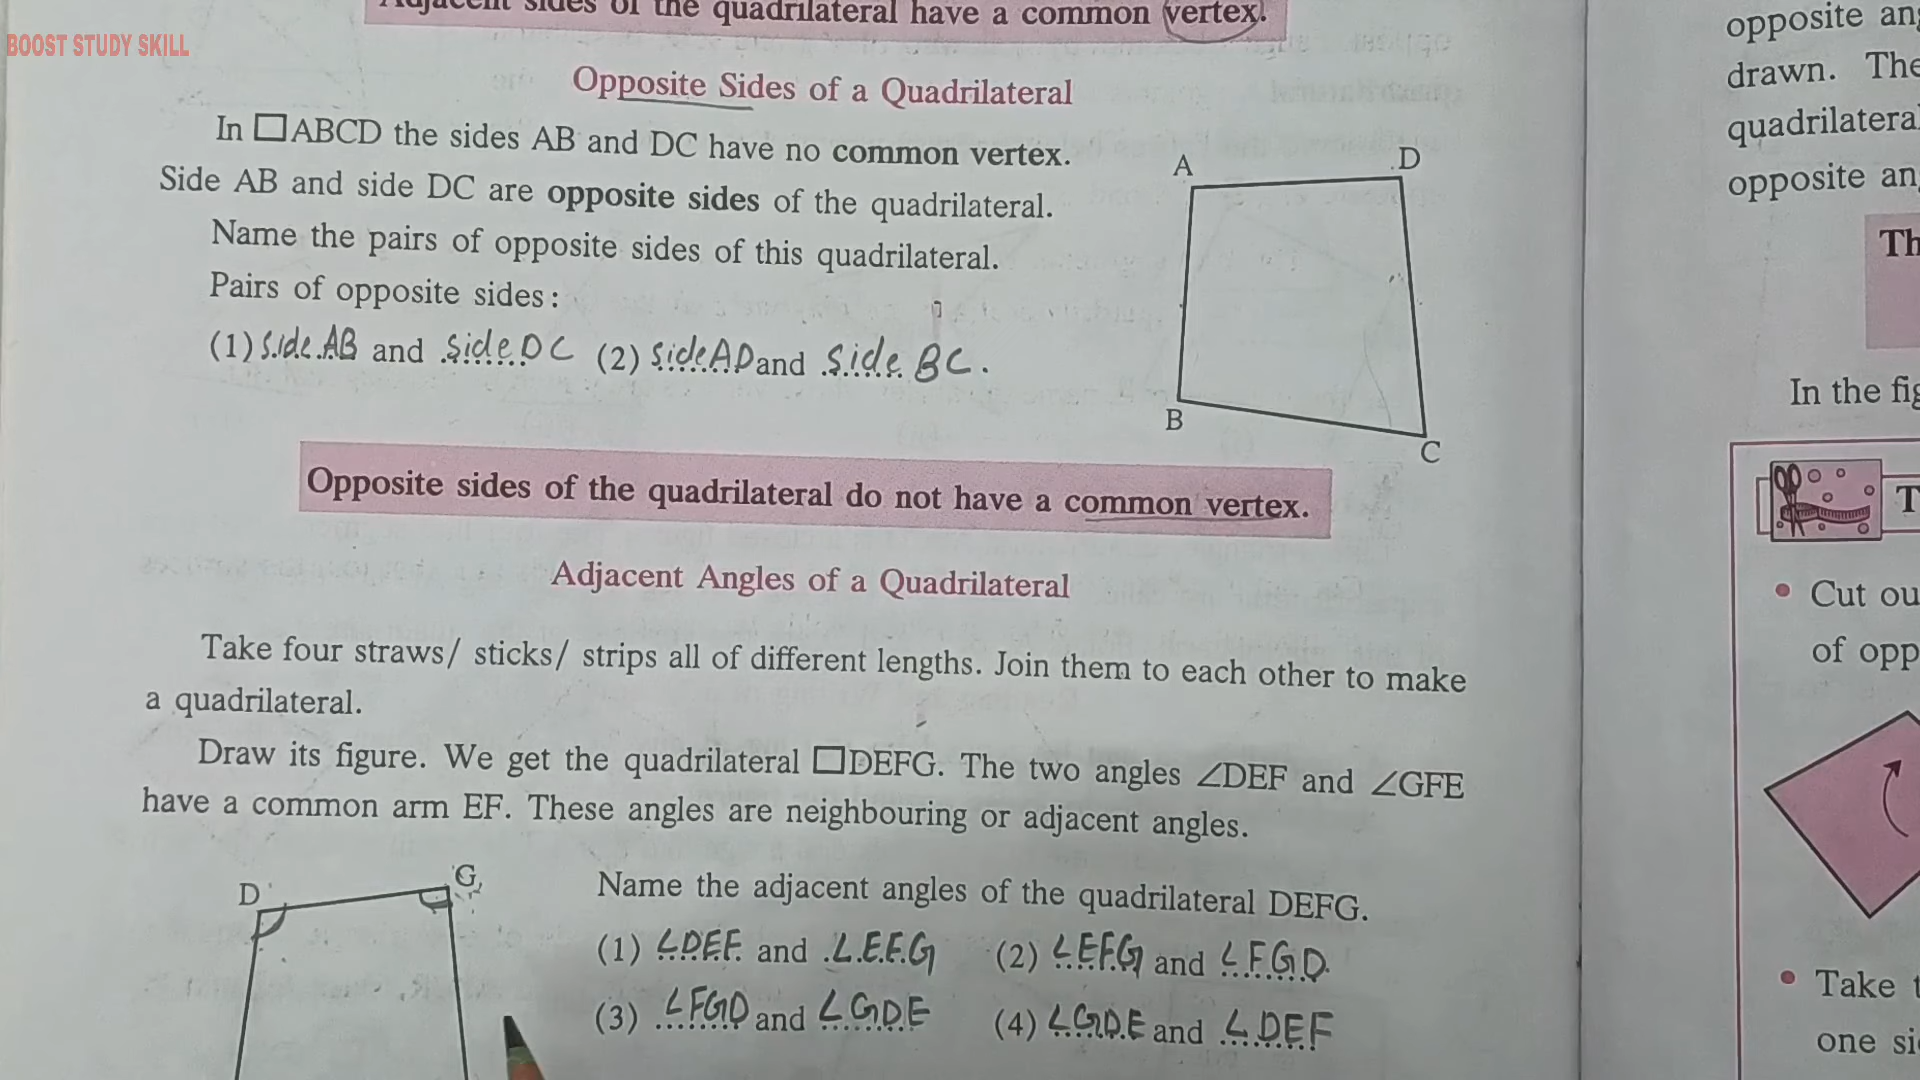 BOOST STUDY SKILL
Adjacent sides of the quadrilateral have a common vertex.
Opposite Sides of a Quadrilateral
In □ABCD the sides AB and DC have no common vertex.
Side AB and side DC are opposite sides of the quadrilateral.
Name the pairs of opposite sides of this quadrilateral.
Pairs of opposite sides:
(1) side AB and side DC (2) side AD and side BC.
A D
B C
Opposite sides of the quadrilateral do not have a common vertex.
Adjacent Angles of a Quadrilateral
Take four straws/ sticks/ strips all of different lengths. Join them to each other to make
a quadrilateral.
Draw its figure. We get the quadrilateral □DEFG. The two angles ∠DEF and ∠GFE
have a common arm EF. These angles are neighbouring or adjacent angles.
D G
Name the adjacent angles of the quadrilateral DEFG.
(1) ∠DEF and ∠EFG (2) ∠EFG and ∠FGD
(3) ∠FGD and ∠GDE (4) ∠GDE and ∠DEF
opposite
drawn. The
opposite
In the
• Cut
of
• Take
one